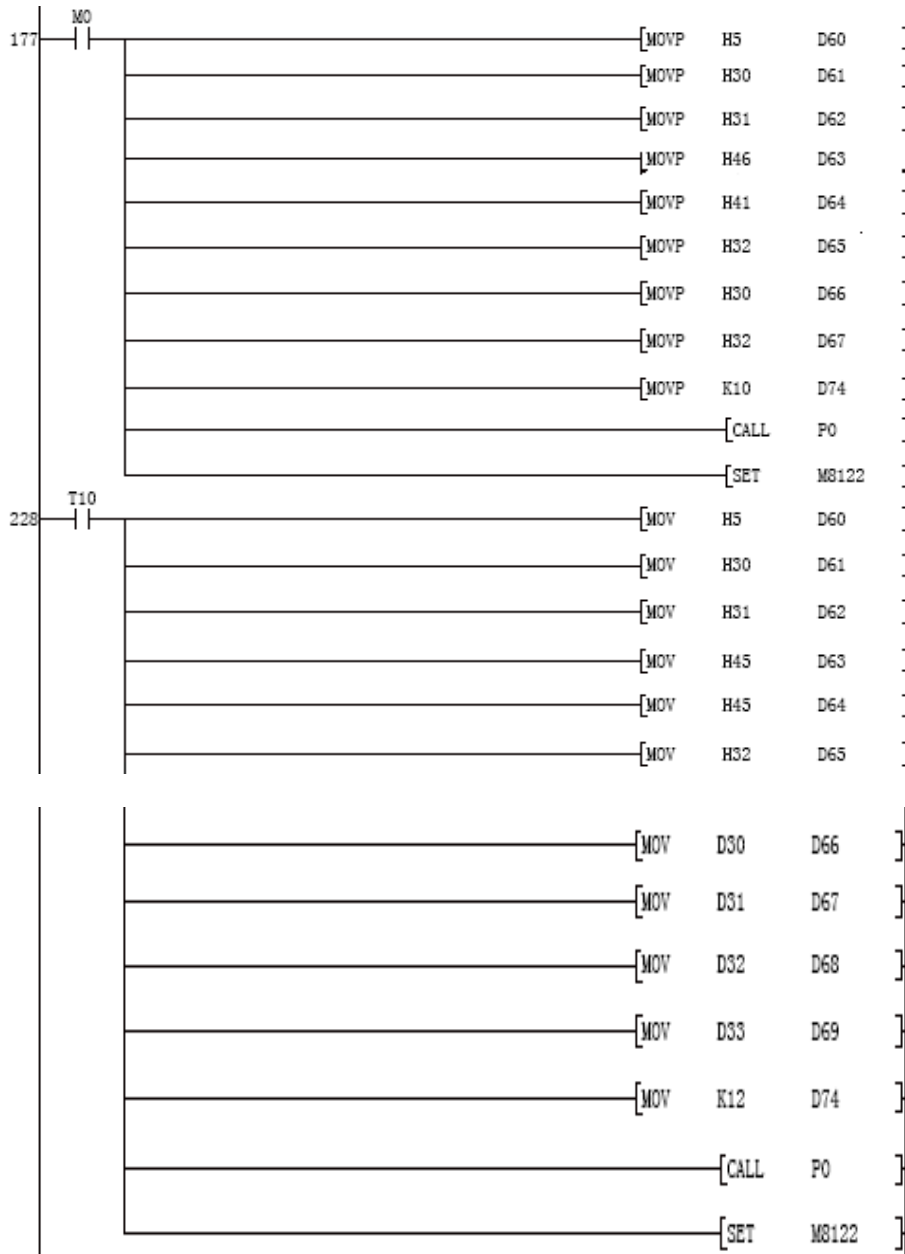 M0
177 MOVP H5 D60
MOVP H30 D61
MOVP H31 D62
MOVP H46 D63
MOVP H41 D64
MOVP H32 D65
MOVP H30 D66
MOVP H32 D67
MOVP K10 D74
CALL P0
SET M8122
T10
228 MOV H5 D60
MOV H30 D61
MOV H31 D62
MOV H45 D63
MOV H45 D64
MOV H32 D65
MOV D30 D66
MOV D31 D67
MOV D32 D68
MOV D33 D69
MOV K12 D74
CALL P0
SET M8122